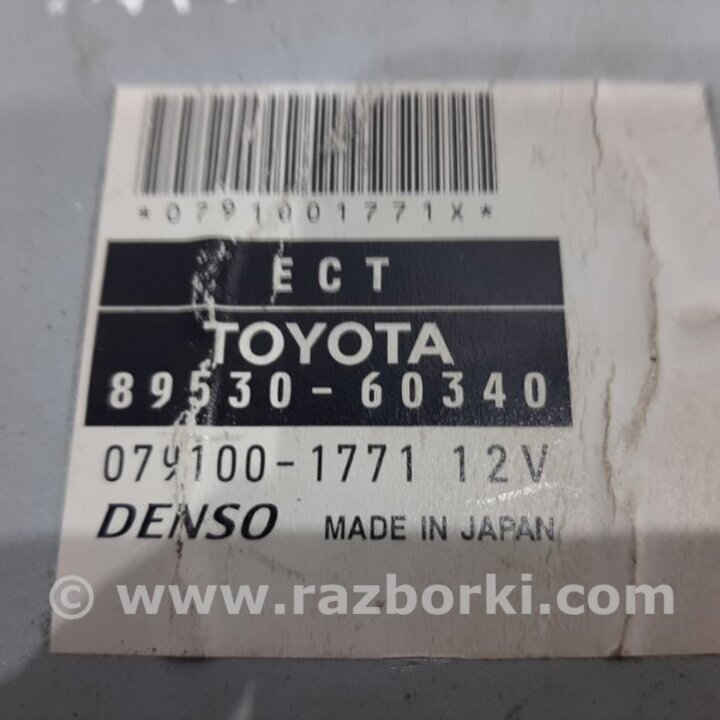 *0791001771X*
ECT
TOYOTA
89530-60340
079100-1771 12V
DENSO MADE IN JAPAN
© www.razborki.com